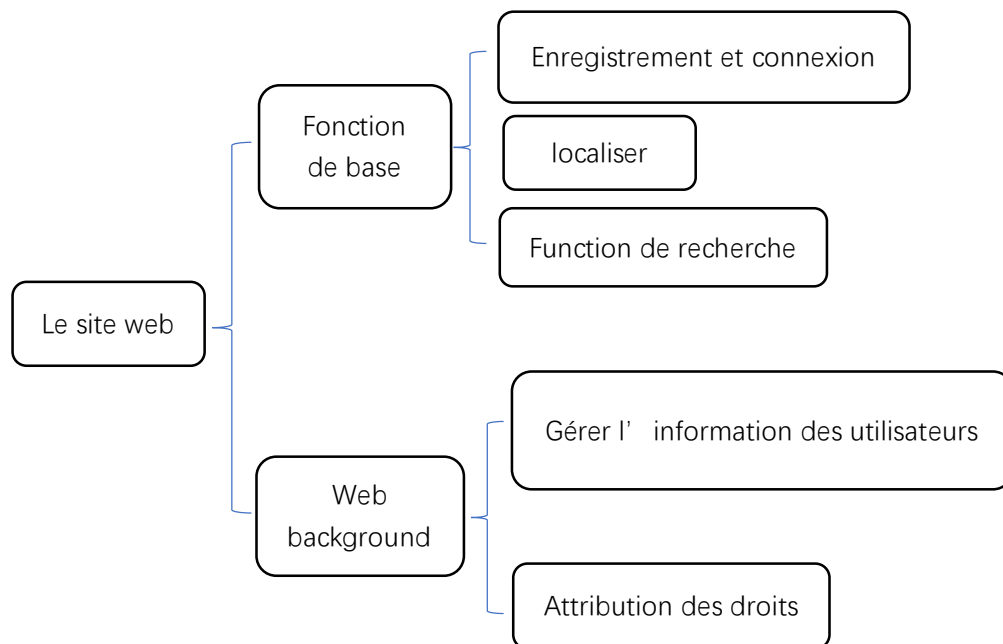 Enregistrement et connexion
Fonction
de base
localiser
Function de recherche
Le site web
Gérer l’ information des utilisateurs
Web
background
Attribution des droits